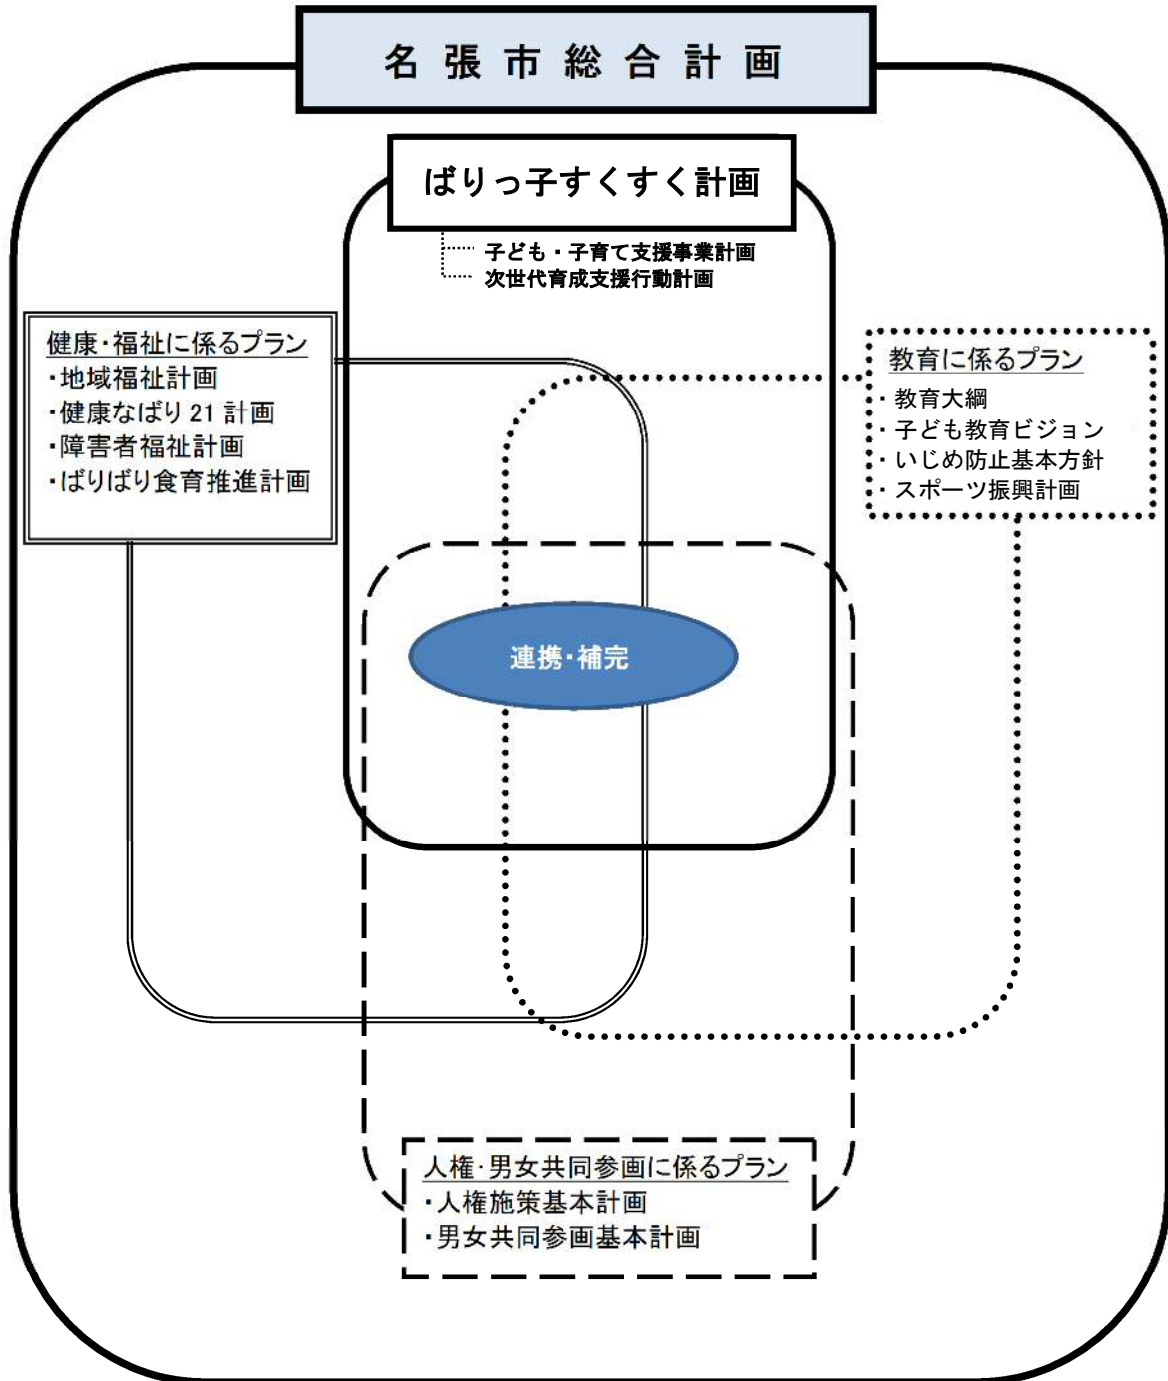 名張市総合計画
ばりっ子すくすく計画
子ども・子育て支援事業計画
次世代育成支援行動計画
健康・福祉に係るプラン
・地域福祉計画
・健康なばり 21 計画
・障害者福祉計画
・ばりばり食育推進計画
教育に係るプラン
・教育大綱
・子ども教育ビジョン
・いじめ防止基本方針
・スポーツ振興計画
連携・補完
人権・男女共同参画に係るプラン
・人権施策基本計画
・男女共同参画基本計画